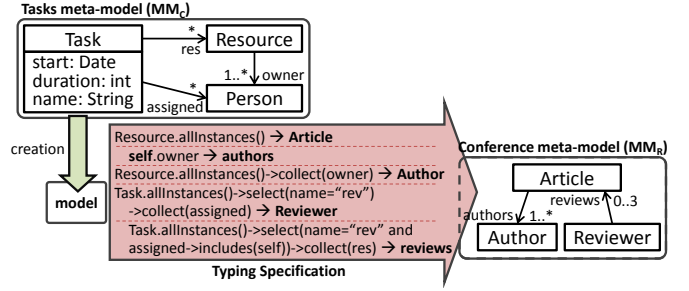 Tasks meta-model (MMC)
Task
start: Date
duration: int
name: String
*
res
Resource
1..* owner
*
assigned
Person
creation
model
Resource.allInstances() → Article
self.owner → authors
Resource.allInstances()->collect(owner) → Author
Task.allInstances()->select(name=“rev”)
->collect(assigned) → Reviewer
Task.allInstances()->select(name=“rev” and
assigned->includes(self))->collect(res) → reviews
Typing Specification
Conference meta-model (MMR)
Article
reviews 0..3
authors 1..*
Author
Reviewer